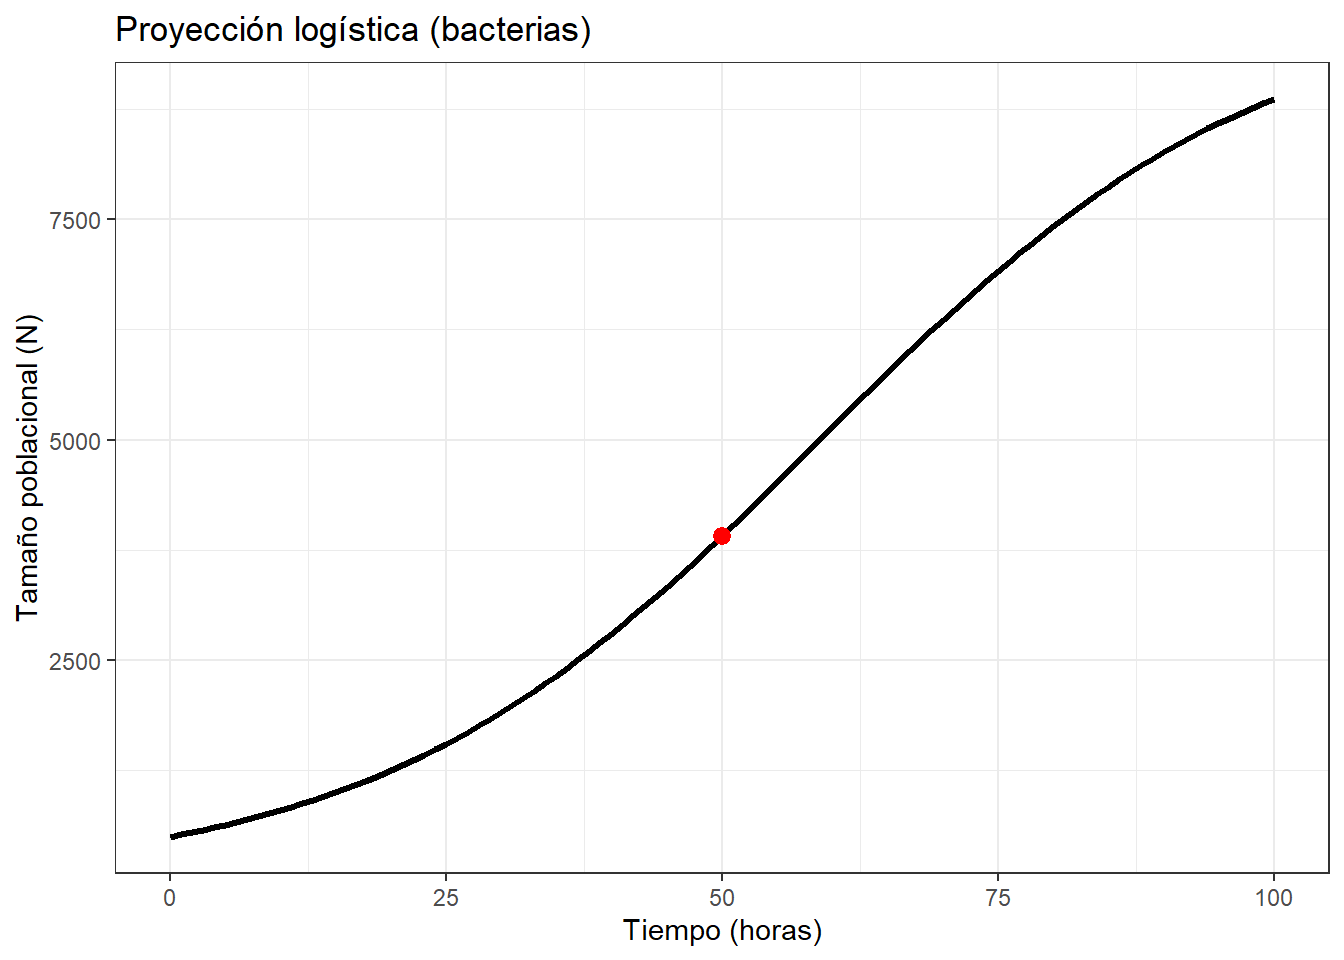 Proyección logística (bacterias)
Tamaño poblacional (N)
7500
5000
2500
0 25 50 75 100
Tiempo (horas)